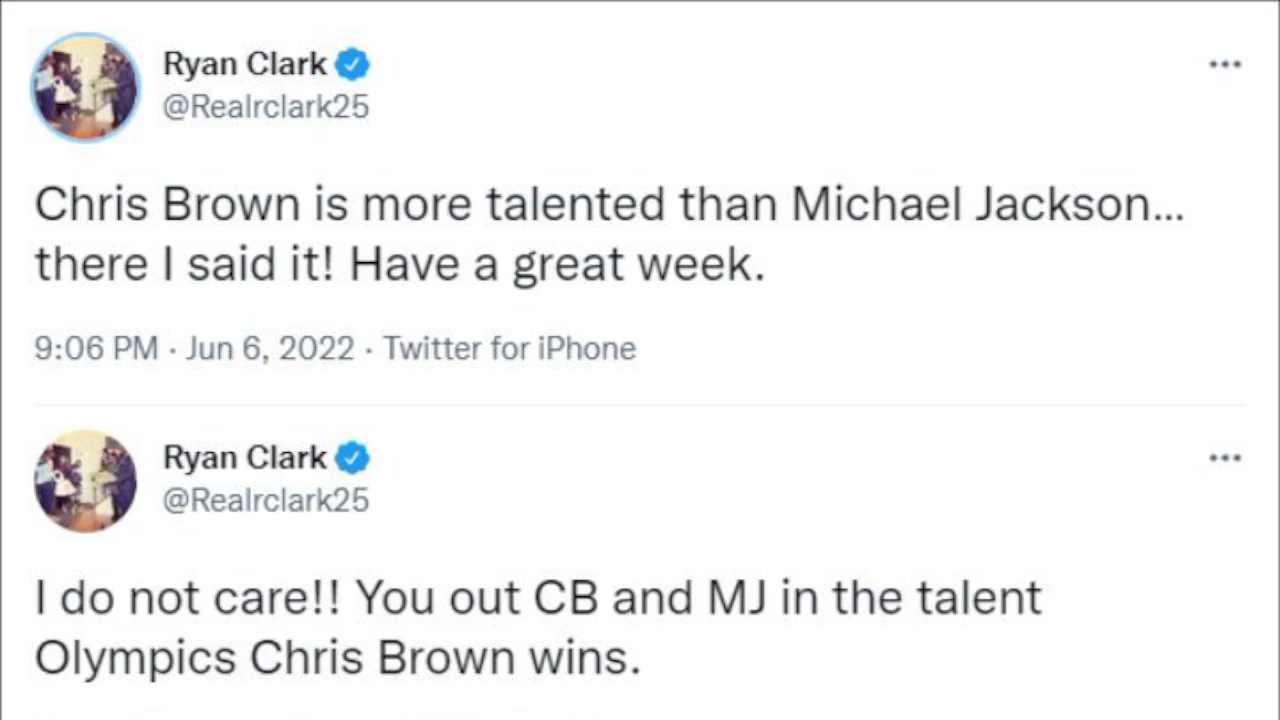 Ryan Clark
@Realrclark25
Chris Brown is more talented than Michael Jackson...
there I said it! Have a great week.
9:06 PM · Jun 6, 2022 · Twitter for iPhone
Ryan Clark
@Realrclark25
I do not care!! You out CB and MJ in the talent
Olympics Chris Brown wins.